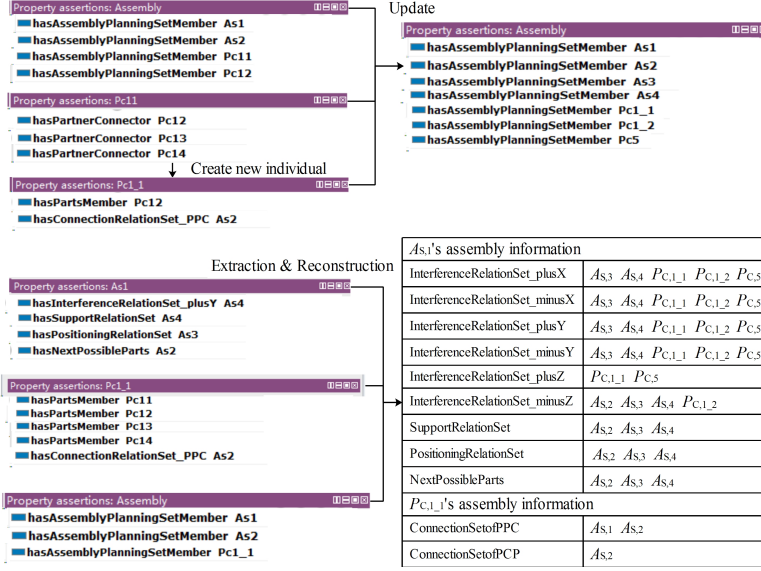 Property assertions: Assembly
hasAssemblyPlanningSetMember As1
hasAssemblyPlanningSetMember As2
hasAssemblyPlanningSetMember Pc11
hasAssemblyPlanningSetMember Pc12
Property assertions: Pc11
hasPartnerConnector Pc12
hasPartnerConnector Pc13
hasPartnerConnector Pc14
Create new individual
Property assertions: Pc1_1
hasPartsMember Pc12
hasConnectionRelationSet_PPC As2
Update
Property assertions: Assembly
hasAssemblyPlanningSetMember As1
hasAssemblyPlanningSetMember As2
hasAssemblyPlanningSetMember As3
hasAssemblyPlanningSetMember As4
hasAssemblyPlanningSetMember Pc1_1
hasAssemblyPlanningSetMember Pc1_2
hasAssemblyPlanningSetMember Pc5
Extraction & Reconstruction
Property assertions: As1
hasInterferenceRelationSet_plusY As4
hasSupportRelationSet As4
hasPositioningRelationSet As3
hasNextPossibleParts As2
Property assertions: Pc1_1
hasPartsMember Pc11
hasPartsMember Pc12
hasPartsMember Pc13
hasPartsMember Pc14
hasConnectionRelationSet_PPC As2
Property assertions: Assembly
hasAssemblyPlanningSetMember As1
hasAssemblyPlanningSetMember As2
hasAssemblyPlanningSetMember Pc1_1
AS,1's assembly information
InterferenceRelationSet_plusX AS,3 AS,4 PC,1_1 PC,1_2 PC,5
InterferenceRelationSet_minusX AS,3 AS,4 PC,1_1 PC,1_2 PC,5
InterferenceRelationSet_plusY AS,3 AS,4 PC,1_1 PC,1_2 PC,5
InterferenceRelationSet_minusY AS,3 AS,4 PC,1_1 PC,1_2 PC,5
InterferenceRelationSet_plusZ PC,1_1 PC,5
InterferenceRelationSet_minusZ AS,2 AS,3 AS,4 PC,1_2
SupportRelationSet AS,2 AS,3 AS,4
PositioningRelationSet AS,2 AS,3 AS,4
NextPossibleParts AS,2 AS,3 AS,4
PC,1_1's assembly information
ConnectionSetofPPC AS,1 AS,2
ConnectionSetofPCP AS,2